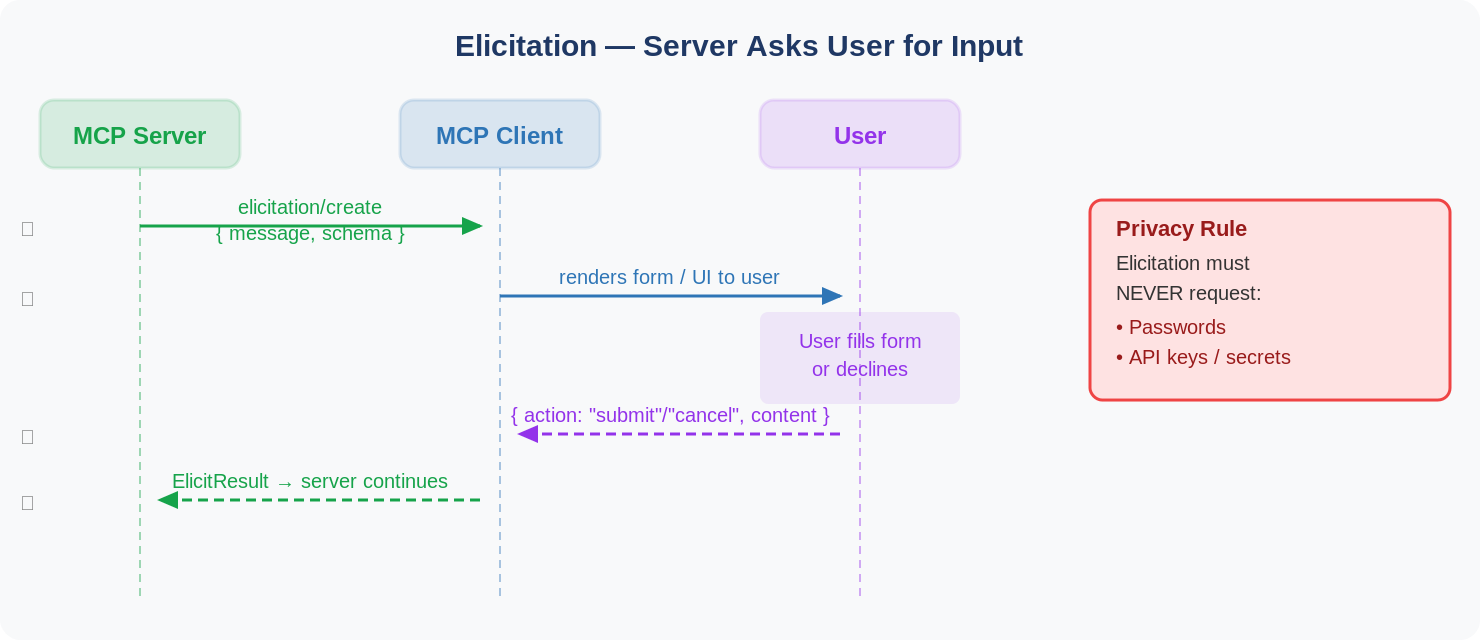 Elicitation — Server Asks User for Input
MCP Server
MCP Client
User
elicitation/create
{ message, schema }
renders form / UI to user
User fills form
or declines
{ action: "submit"/"cancel", content }
ElicitResult → server continues
Privacy Rule
Elicitation must
NEVER request:
• Passwords
• API keys / secrets